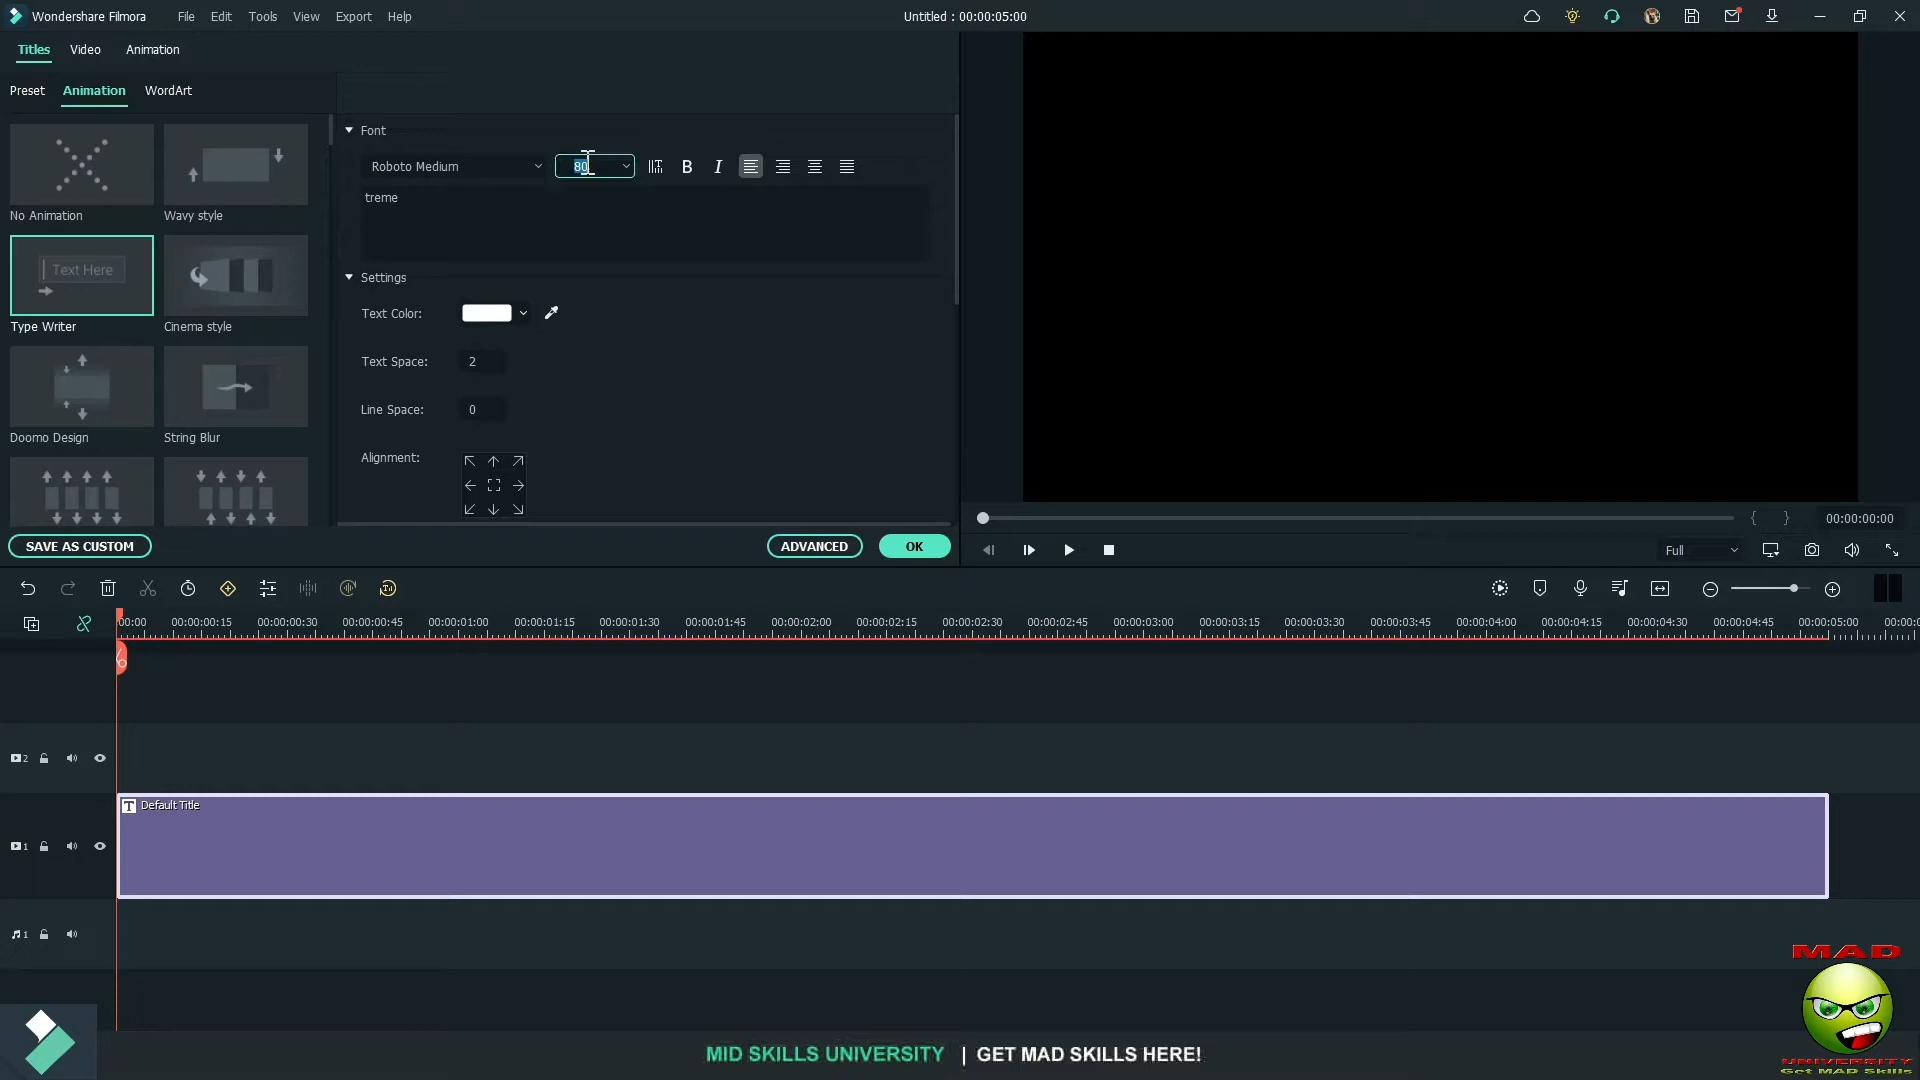 Wondershare Filmora File Edit Tools View Export Help Untitled : 00:00:05:00
Titles Video Animation
Preset Animation WordArt
No Animation Wavy style
Text Here
Type Writer Cinema style
Doomo Design String Blur
Font
Roboto Medium 80 B I
treme
Settings
Text Color:
Text Space: 2
Line Space: 0
Alignment:
SAVE AS CUSTOM ADVANCED OK
{ } 00:00:00:00
Full
00:00 00:00:00:15 00:00:00:30 00:00:00:45 00:00:01:00 00:00:01:15 00:00:01:30 00:00:01:45 00:00:02:00 00:00:02:15 00:00:02:30 00:00:02:45 00:00:03:00 00:00:03:15 00:00:03:30 00:00:03:45 00:00:04:00 00:00:04:15 00:00:04:30 00:00:04:45 00:00:05:00 00:00:0
2
T Default Title
1
1
MAD
UNIVERSITY
Get MAD Skills
MID SKILLS UNIVERSITY | GET MAD SKILLS HERE!